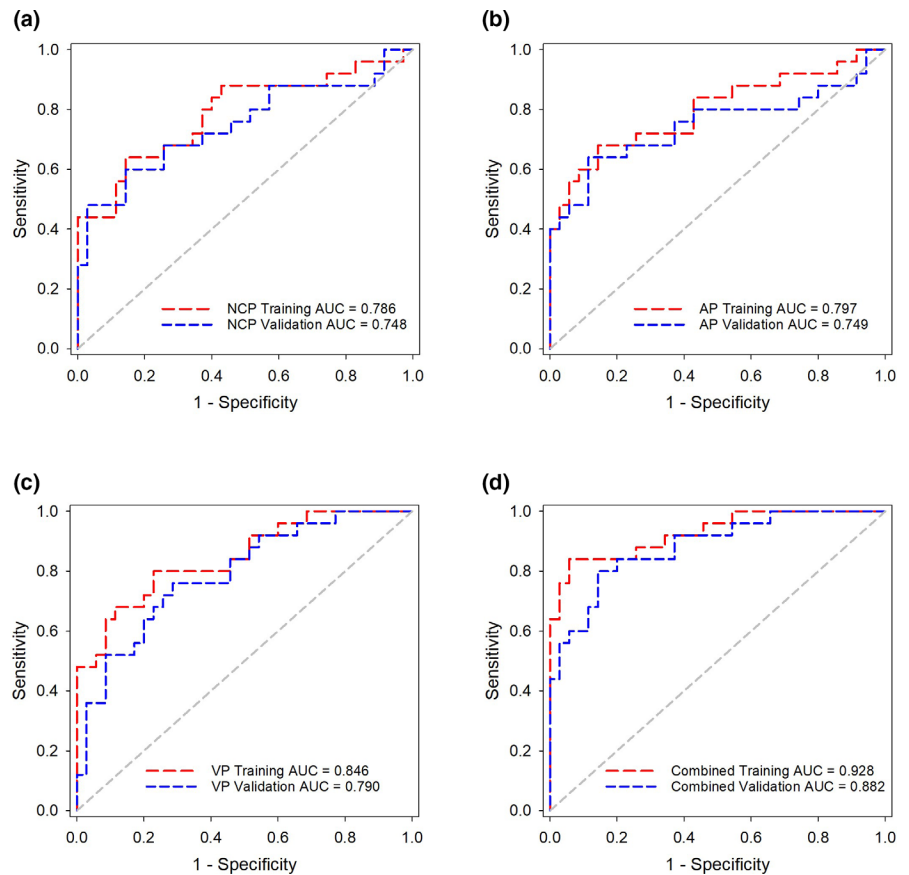 (a)
1.0
0.8
0.6
0.4
0.2
0.0
Sensitivity
NCP Training AUC = 0.786
NCP Validation AUC = 0.748
0.0 0.2 0.4 0.6 0.8 1.0
1 - Specificity
(b)
1.0
0.8
0.6
0.4
0.2
0.0
Sensitivity
AP Training AUC = 0.797
AP Validation AUC = 0.749
0.0 0.2 0.4 0.6 0.8 1.0
1 - Specificity
(c)
1.0
0.8
0.6
0.4
0.2
0.0
Sensitivity
VP Training AUC = 0.846
VP Validation AUC = 0.790
0.0 0.2 0.4 0.6 0.8 1.0
1 - Specificity
(d)
1.0
0.8
0.6
0.4
0.2
0.0
Sensitivity
Combined Training AUC = 0.928
Combined Validation AUC = 0.882
0.0 0.2 0.4 0.6 0.8 1.0
1 - Specificity